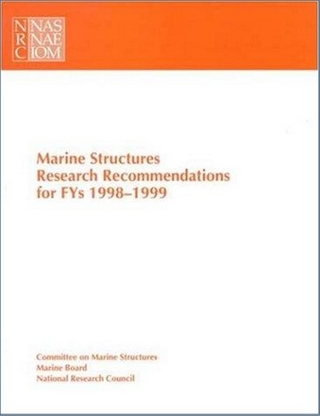 NRC
NAS
NAE
IOM
Marine Structures
Research Recommendations
for FYs 1998–1999
Committee on Marine Structures
Marine Board
National Research Council